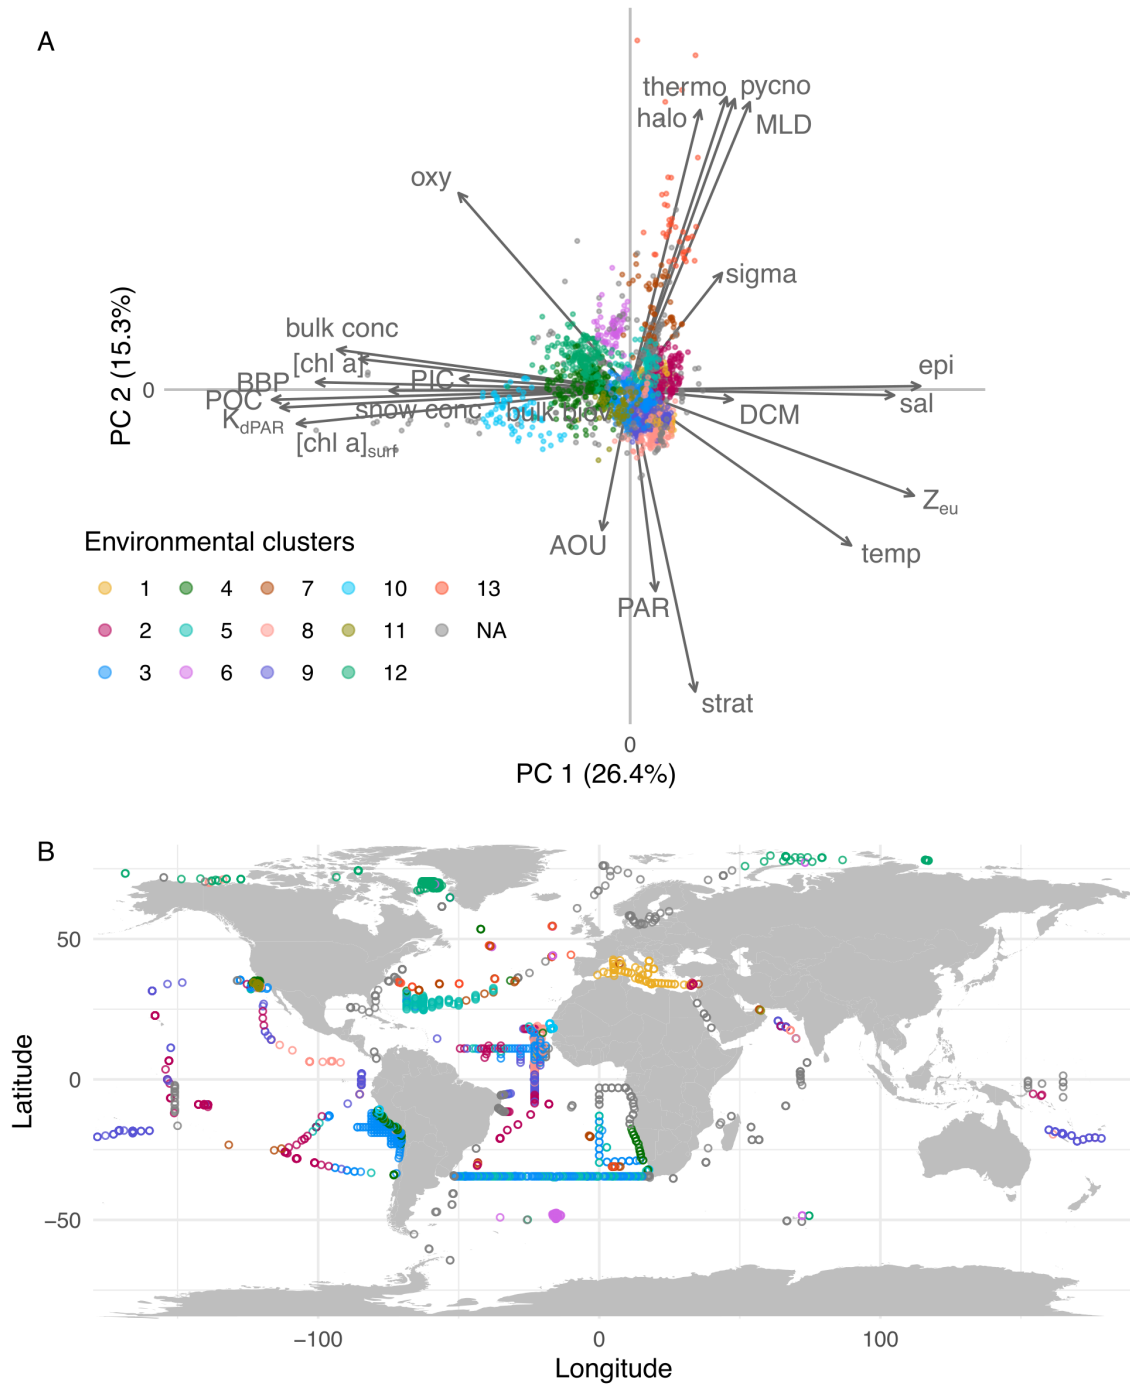 A
thermo
pycno
halo
MLD
oxy
sigma
bulk conc
[chl a]
epi
BBP
PIC
POC
sal
snow conc
bulk biov
DCM
KdPAR
[chl a]surf
Zeu
AOU
temp
PAR
strat
PC 2 (15.3%)
0
0
PC 1 (26.4%)
Environmental clusters
1 4 7 10 13
2 5 8 11 NA
3 6 9 12
B
50
0
−50
Latitude
−100 0 100
Longitude